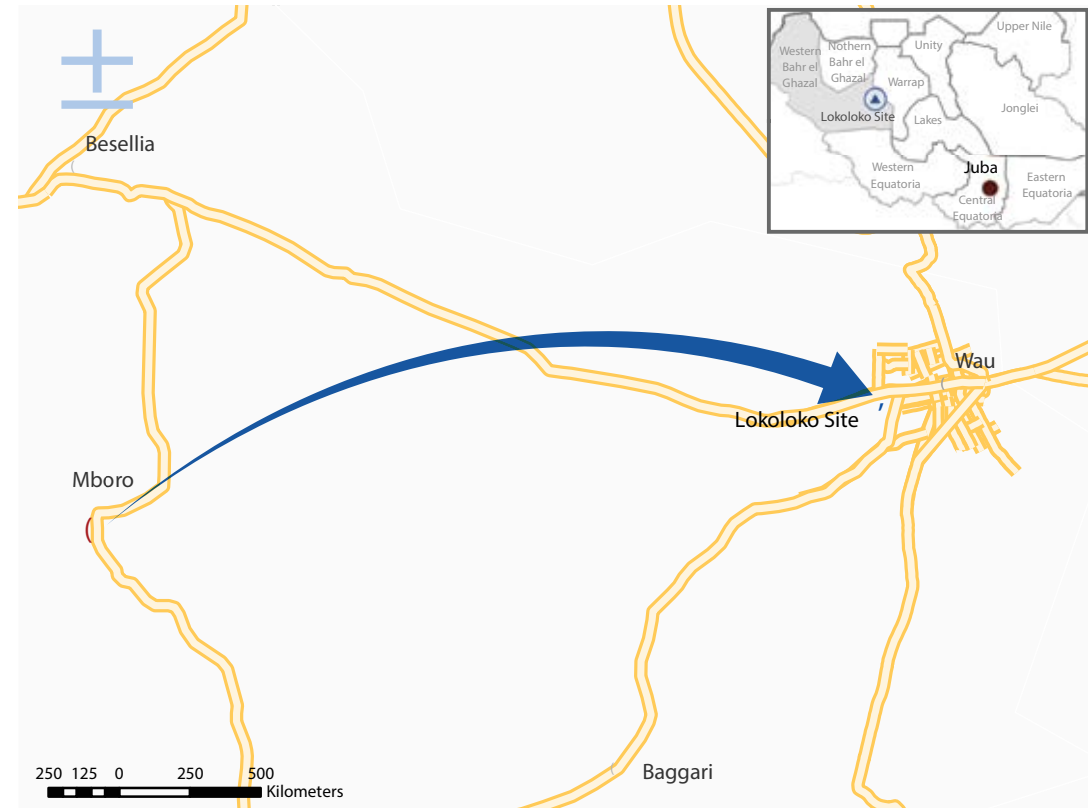 Upper Nile
Unity
Western
Bahr el
Ghazal
Nothern
Bahr el
Ghazal
Warrap
Jonglei
Lokoloko Site
Lakes
Western
Equatoria
Juba
Eastern
Equatoria
Central
Equatoria
Besellia
Wau
Lokoloko Site
Mboro
Baggari
250 125 0 250 500
Kilometers